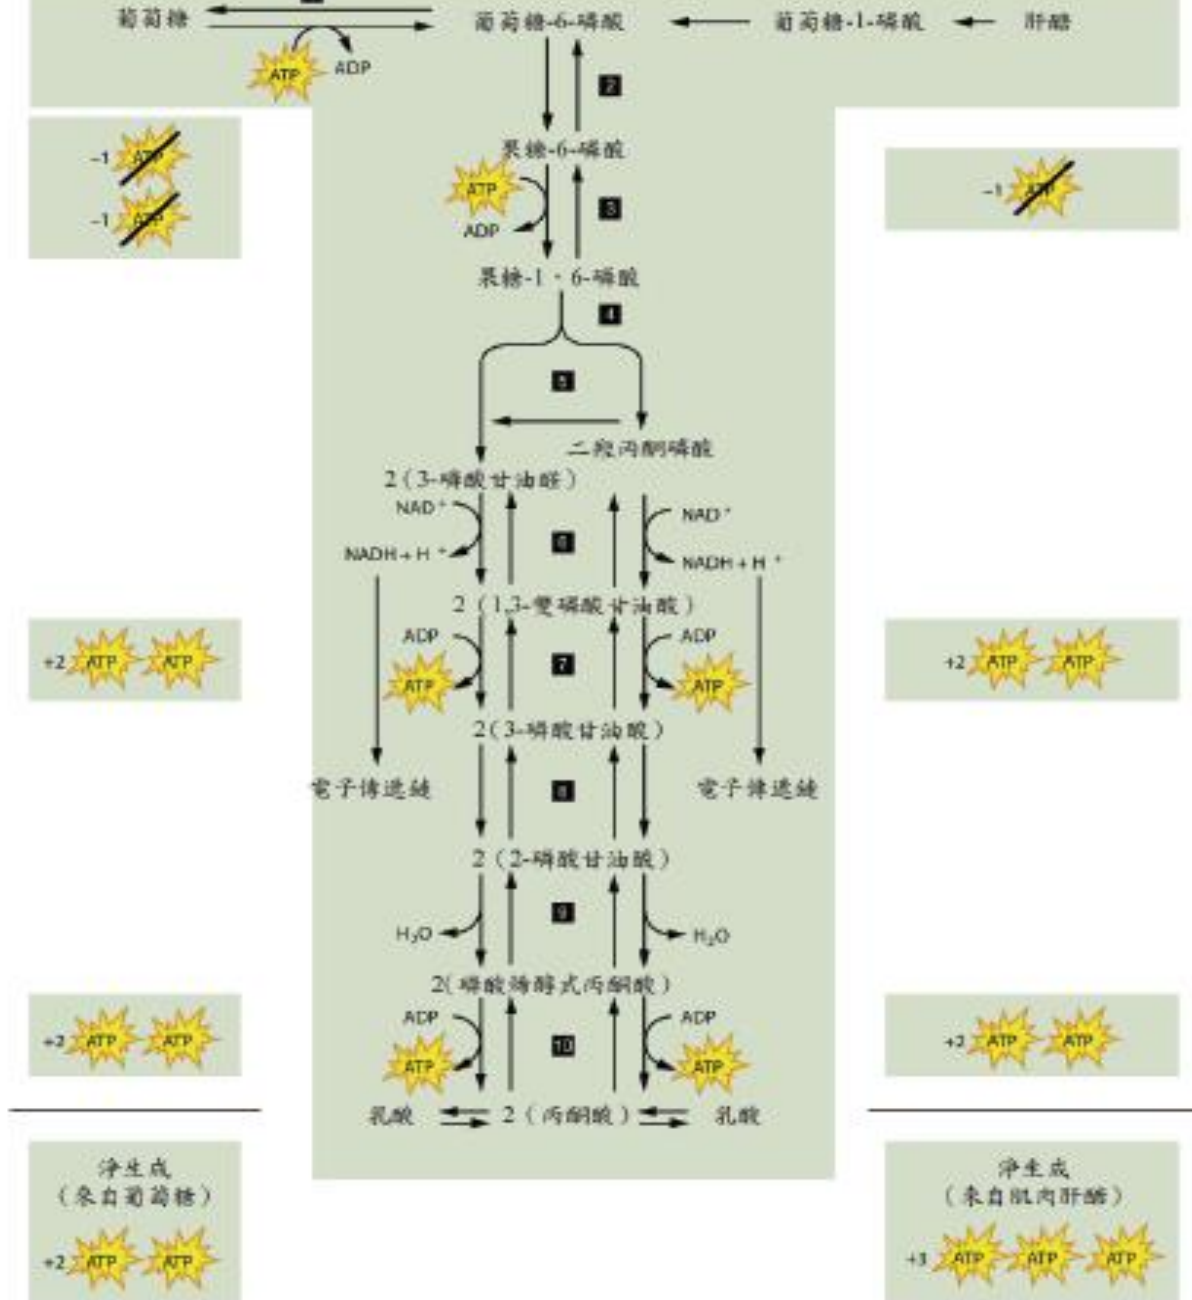 葡萄糖
葡萄糖-6-磷酸
葡萄糖-1-磷酸
肝醣
ATP
ADP
2
-1 ATP
-1 ATP
果糖-6-磷酸
ATP
ADP
3
-1 ATP
果糖-1，6-磷酸
4
5
二羥丙酮磷酸
2（3-磷酸甘油醛）
NAD+
NAD+
6
NADH + H +
NADH + H +
2（1,3-雙磷酸甘油酸）
ADP
ADP
+2 ATP ATP
ATP
7
ATP
+2 ATP ATP
2(3-磷酸甘油酸)
電子傳遞鏈
8
電子傳遞鏈
2（2-磷酸甘油酸）
9
H2O
H2O
2(磷酸烯醇式丙酮酸)
ADP
ADP
+2 ATP ATP
ATP
10
ATP
+2 ATP ATP
乳酸
2（丙酮酸）
乳酸
淨生成
（來自葡萄糖）
+2 ATP ATP
淨生成
（來自肌肉肝醣）
+3 ATP ATP ATP